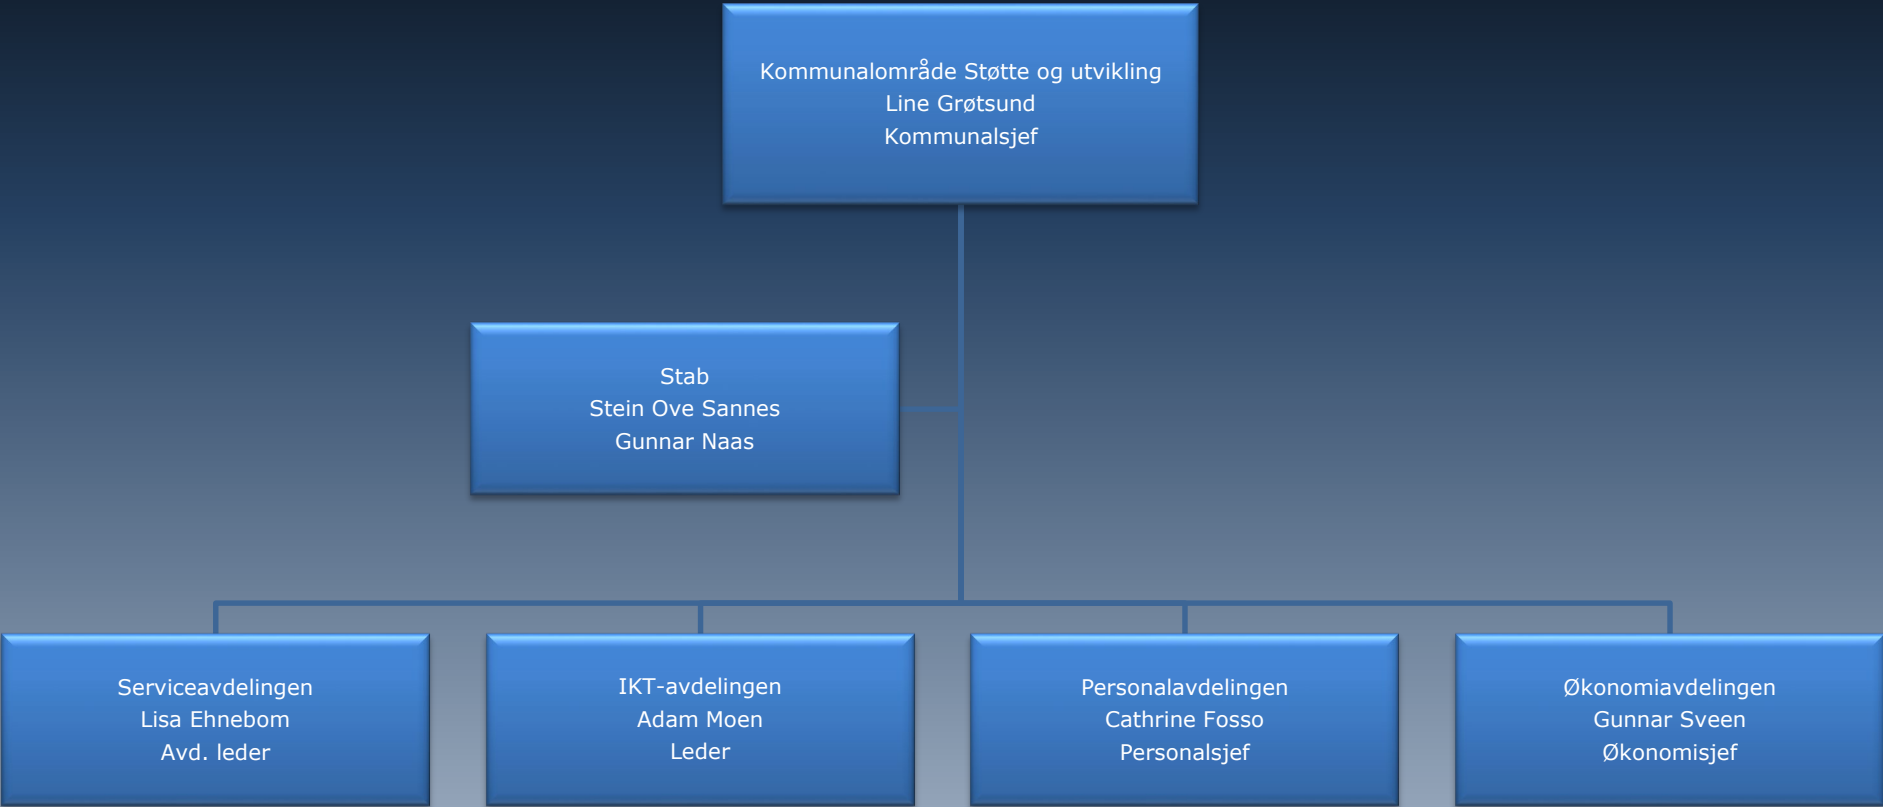 Kommunalområde Støtte og utvikling
Line Grøtsund
Kommunalsjef
Stab
Stein Ove Sannes
Gunnar Naas
Serviceavdelingen
Lisa Ehnebom
Avd. leder
IKT-avdelingen
Adam Moen
Leder
Personalavdelingen
Cathrine Fosso
Personalsjef
Økonomiavdelingen
Gunnar Sveen
Økonomisjef